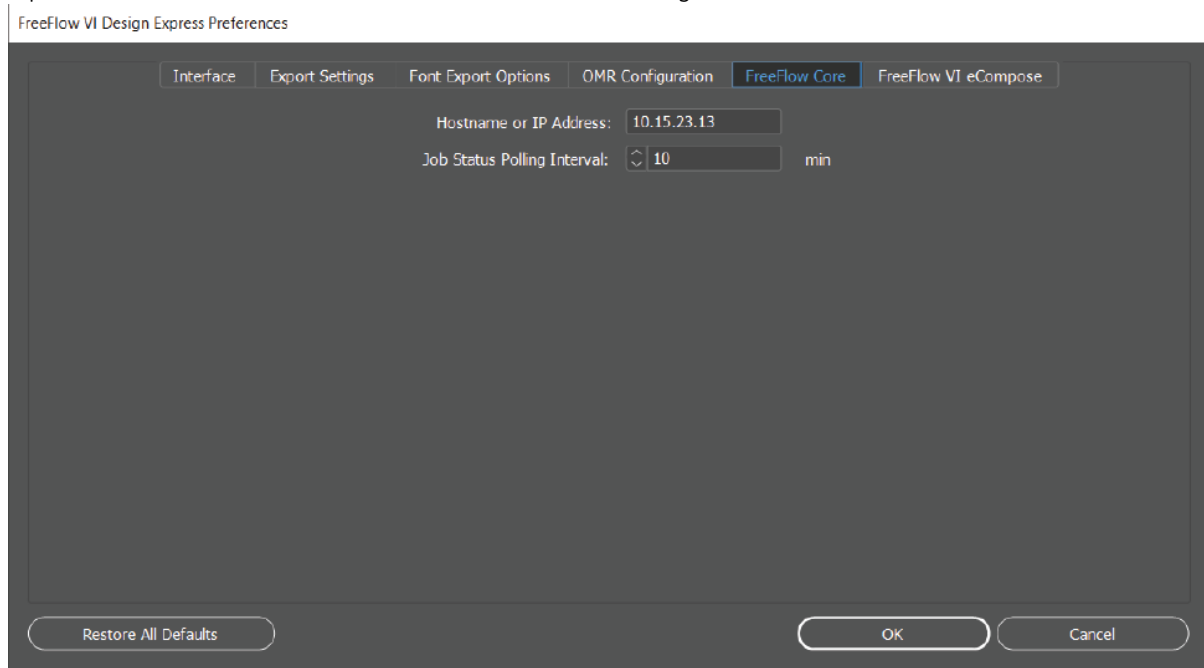 FreeFlow VI Design Express Preferences
Interface Export Settings Font Export Options OMR Configuration FreeFlow Core FreeFlow VI eCompose
Hostname or IP Address: 10.15.23.13
Job Status Polling Interval: 10 min
Restore All Defaults OK Cancel